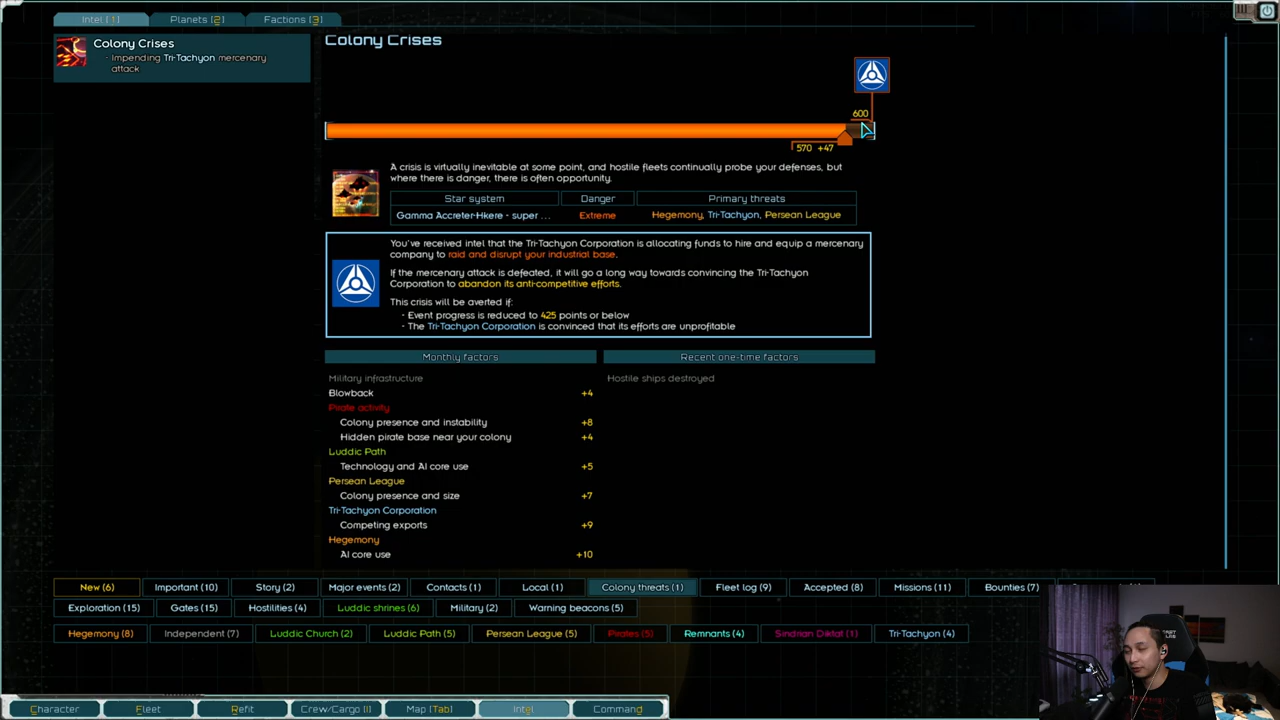 Intel [1]
Planets [2]
Factions [3]
Colony Crises
- Impending Tri-Tachyon mercenary
attack
Colony Crises
600
570 +47
A crisis is virtually inevitable at some point, and hostile fleets continually probe your defenses, but
where there is danger, there is often opportunity.
Star system Danger Primary threats
Gamma Accreter-Hkere - super ... Extreme Hegemony, Tri-Tachyon, Persean League
You've received intel that the Tri-Tachyon Corporation is allocating funds to hire and equip a mercenary
company to raid and disrupt your industrial base.
If the mercenary attack is defeated, it will go a long way towards convincing the Tri-Tachyon
Corporation to abandon its anti-competitive efforts.
This crisis will be averted if:
- Event progress is reduced to 425 points or below
- The Tri-Tachyon Corporation is convinced that its efforts are unprofitable
Monthly factors
Recent one-time factors
Military infrastructure
Hostile ships destroyed
Blowback +4
Pirate activity
Colony presence and instability +8
Hidden pirate base near your colony +4
Luddic Path
Technology and AI core use +5
Persean League
Colony presence and size +7
Tri-Tachyon Corporation
Competing exports +9
Hegemony
AI core use +10
New (6) Important (10) Story (2) Major events (2) Contacts (1) Local (1) Colony threats (1) Fleet log (9) Accepted (8) Missions (11) Bounties (7)
Exploration (15) Gates (15) Hostilities (4) Luddic shrines (6) Military (2) Warning beacons (5)
Hegemony (8) Independent (7) Luddic Church (2) Luddic Path (5) Persean League (5) Pirates (5) Remnants (4) Sindrian Diktat (1) Tri-Tachyon (4)
Character Fleet Refit Crew/Cargo [I] Map [Tab] Intel Command